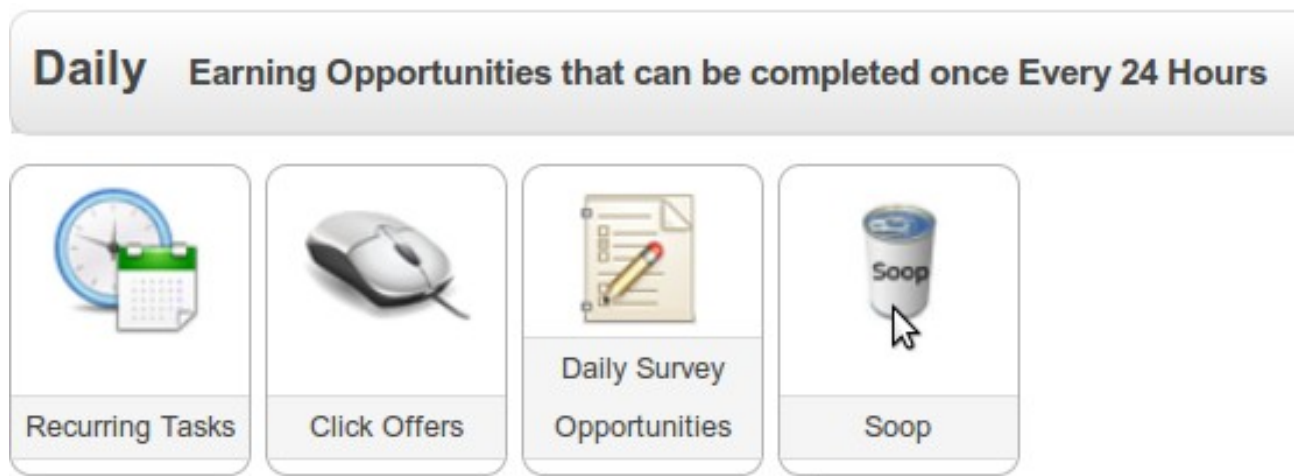 Daily Earning Opportunities that can be completed once Every 24 Hours
Soop
Daily Survey
Recurring Tasks
Click Offers
Opportunities
Soop